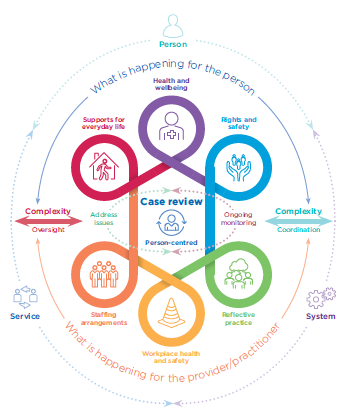 Person
What is happening for the person
Health and
wellbeing
Supports for
everyday life
Rights and
safety
Case review
Complexity
Oversight
Address
issues
Ongoing
monitoring
Complexity
Coordination
Person-centred
Service
System
Staffing
arrangements
Reflective
practice
Workplace health
and safety
What is happening for the provider/practitioner